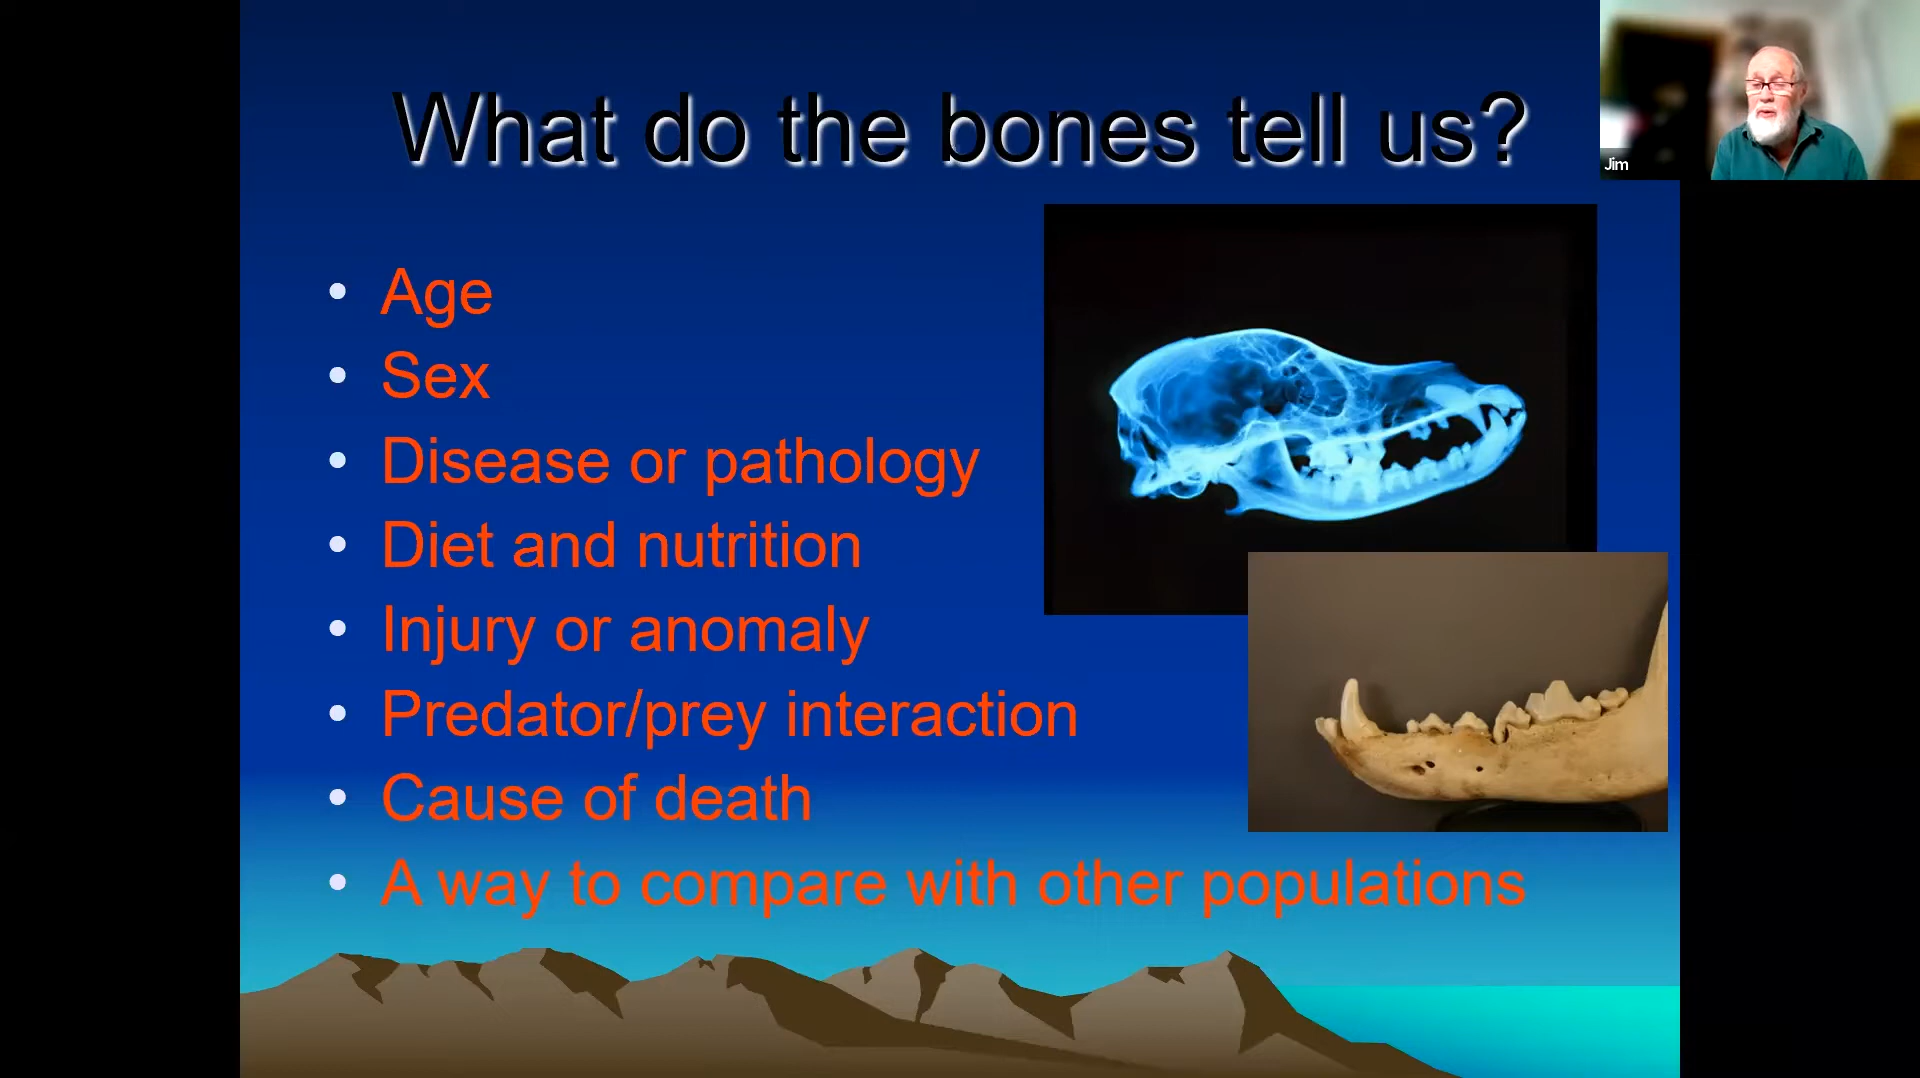 What do the bones tell us?
Jim
• Age
• Sex
• Disease or pathology
• Diet and nutrition
• Injury or anomaly
• Predator/prey interaction
• Cause of death
• A way to compare with other populations